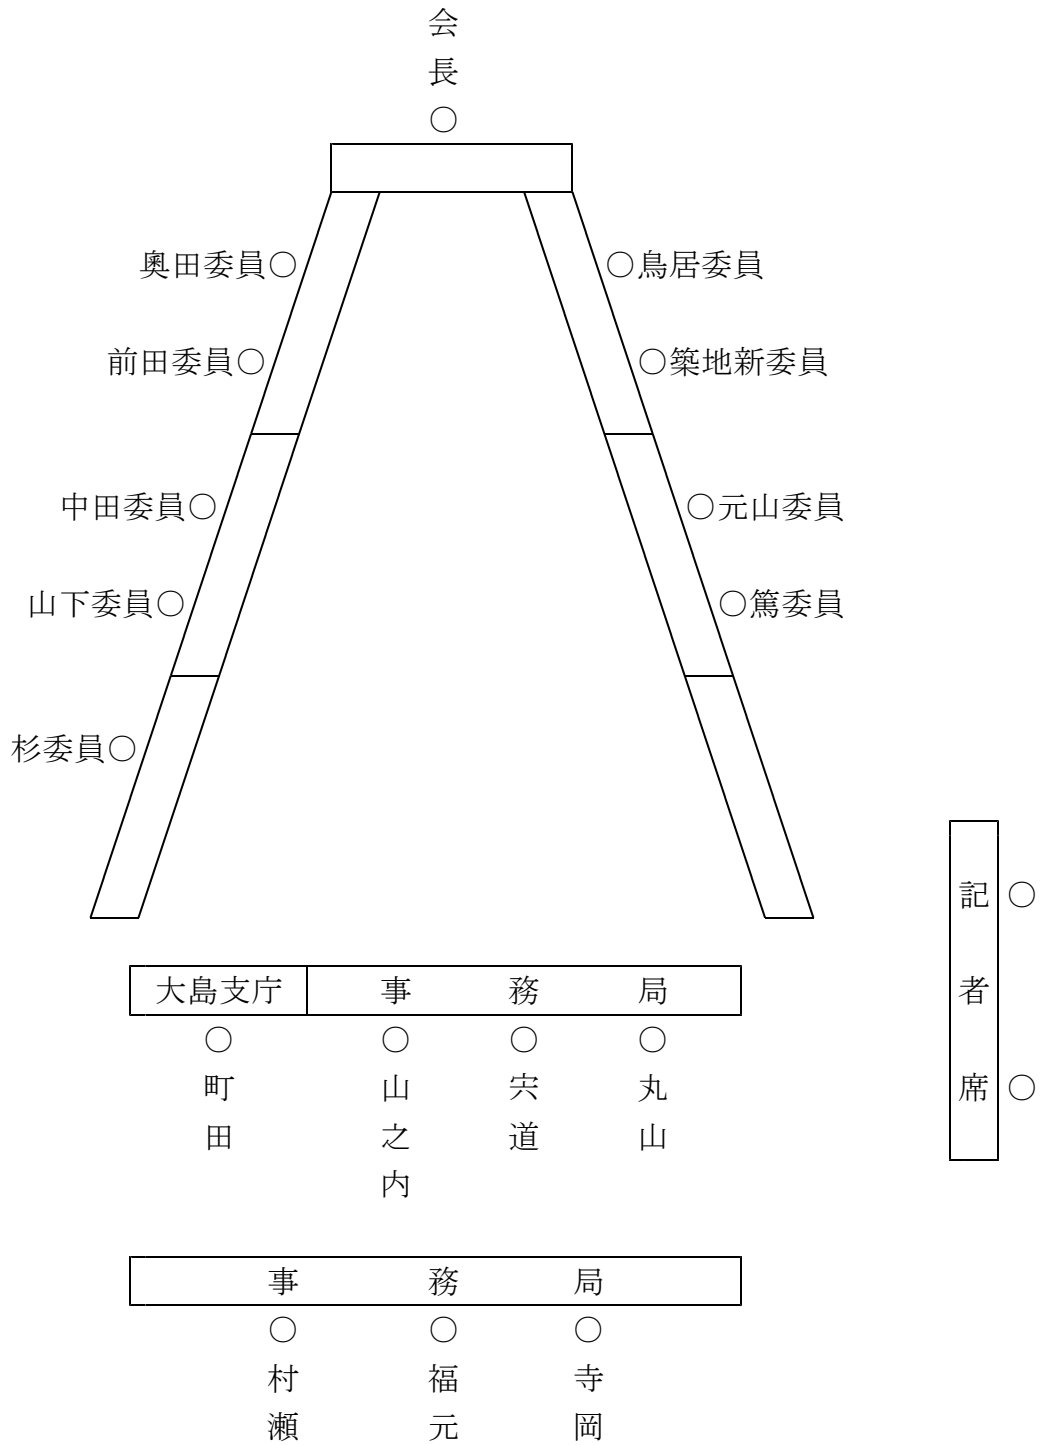 会長○
奥田委員○
○鳥居委員
前田委員○
○築地新委員
中田委員○
○元山委員
山下委員○
○篤委員
杉委員○
記者席
○
○
大島支庁
事務局
○町田
○山之内
○宍道
○丸山
事務局
○村瀬
○福元
○寺岡